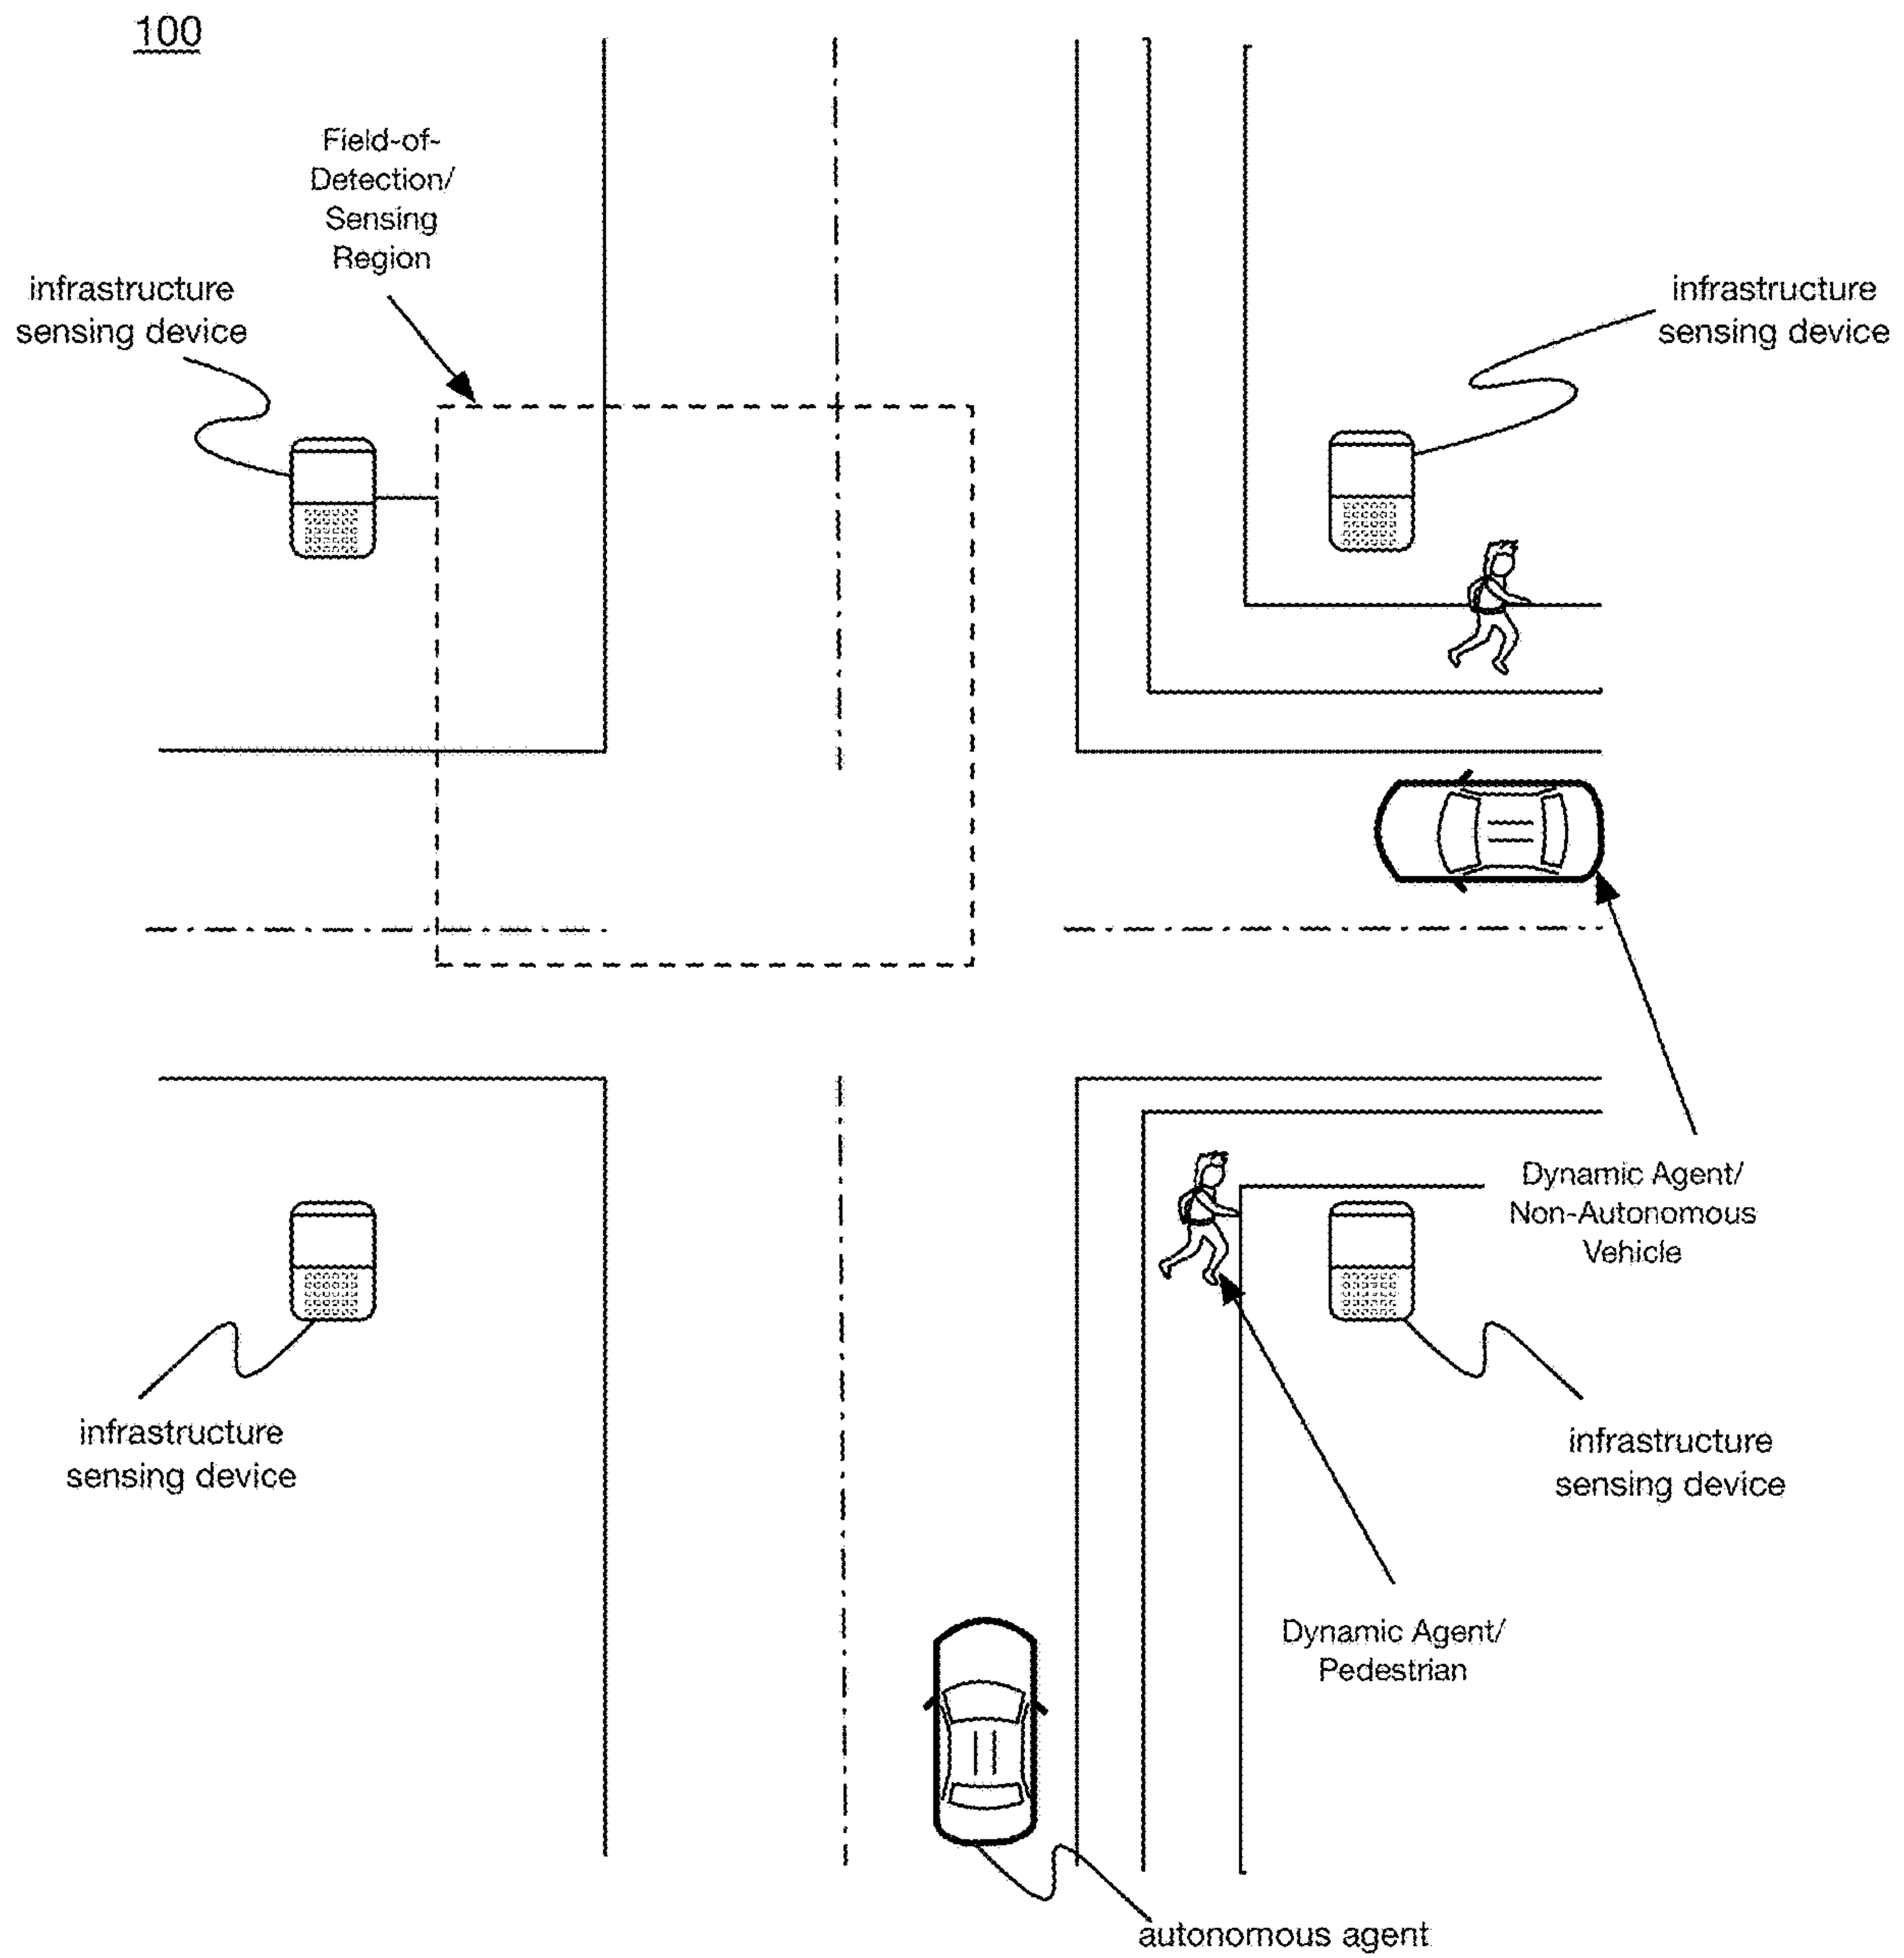 100
Field-of-
Detection/
Sensing
Region
infrastructure
sensing device
infrastructure
sensing device
Dynamic Agent/
Non-Autonomous
Vehicle
infrastructure
sensing device
infrastructure
sensing device
Dynamic Agent/
Pedestrian
autonomous agent